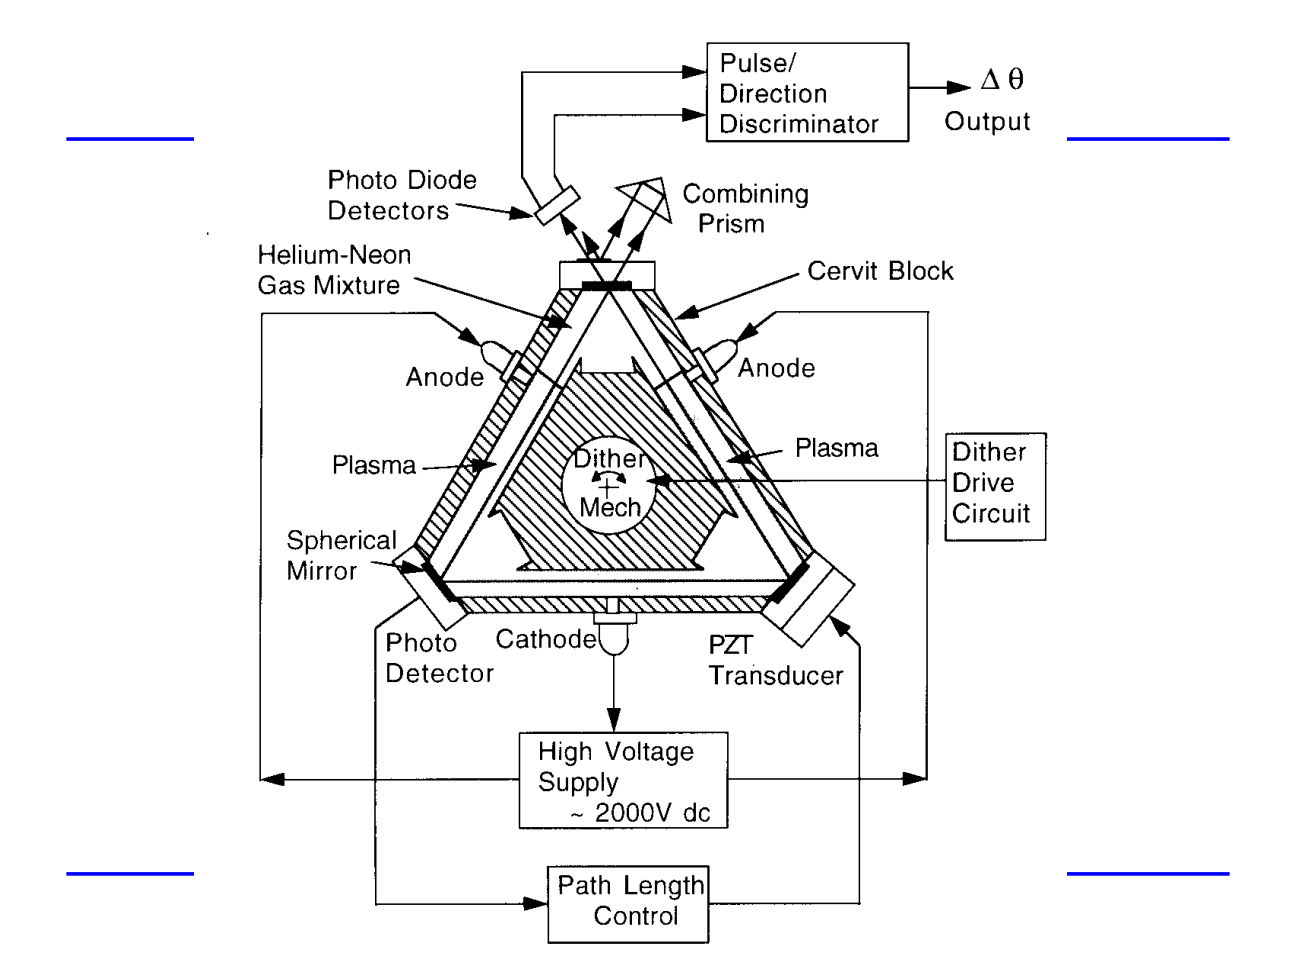 Pulse/
Direction
Discriminator
Δ θ
Output
Photo Diode
Detectors
Combining
Prism
Helium-Neon
Gas Mixture
Cervit Block
Anode
Anode
Plasma
Plasma
Dither
Mech
Dither
Drive
Circuit
Spherical
Mirror
Photo
Detector
Cathode
PZT
Transducer
High Voltage
Supply
~ 2000V dc
Path Length
Control